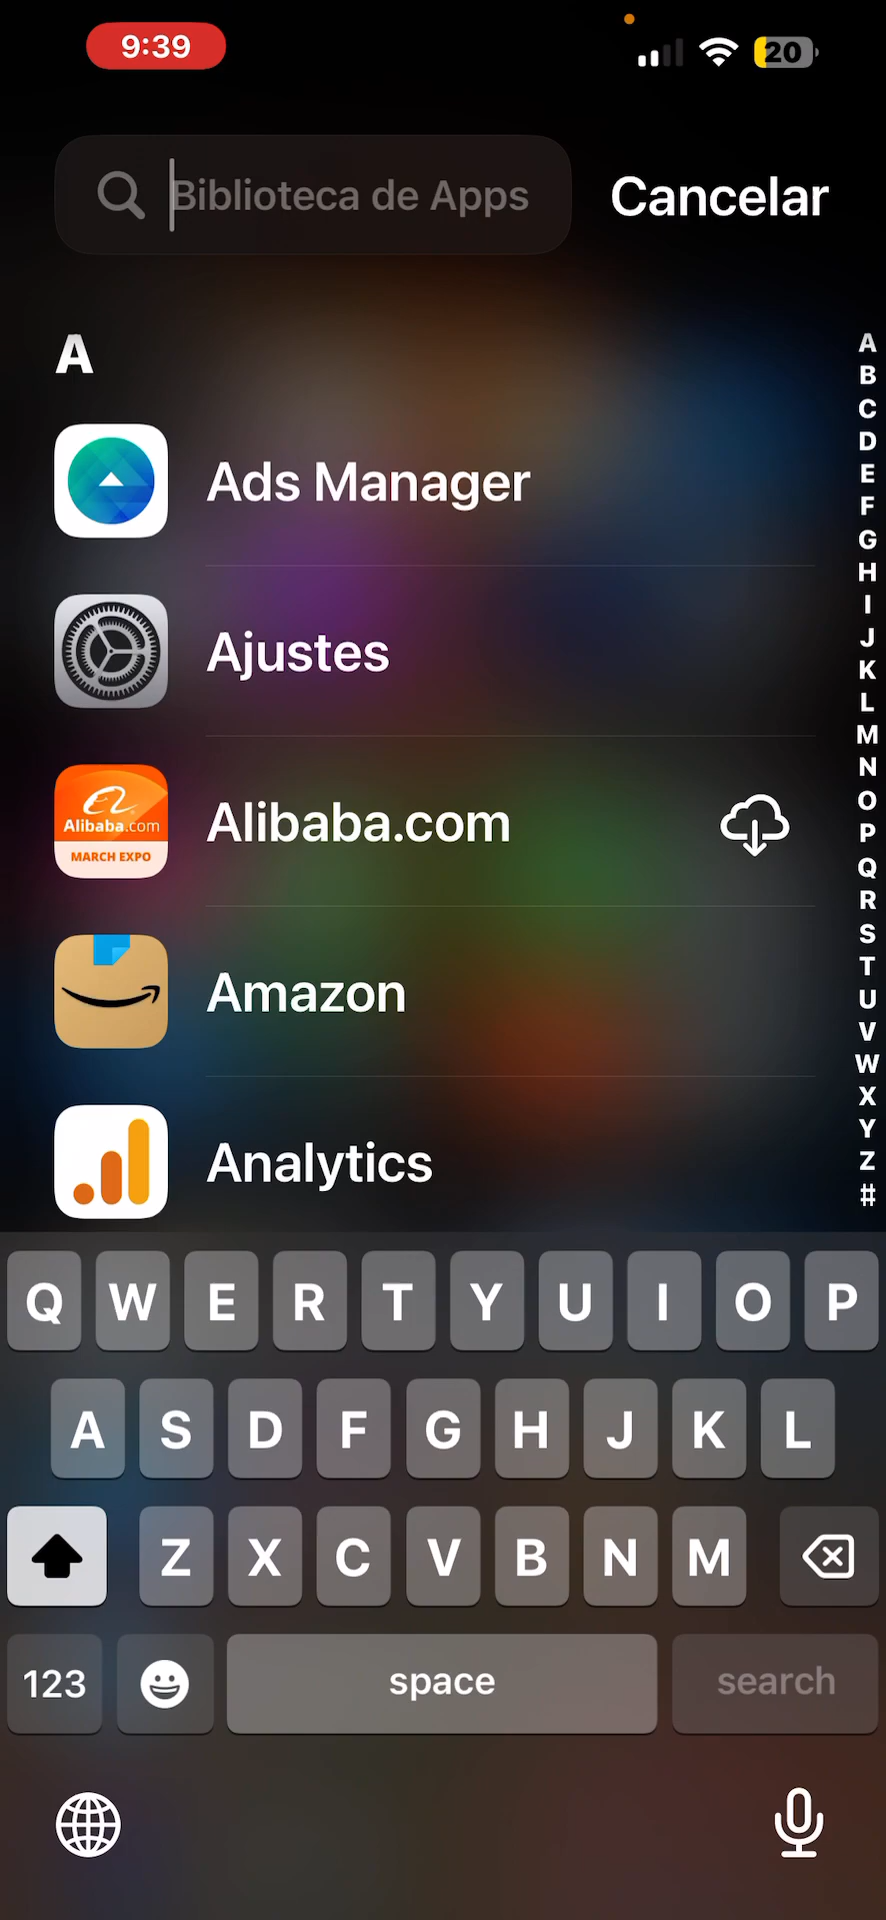 9:39
20
Biblioteca de Apps
Cancelar
A
Ads Manager
Ajustes
Alibaba.com
MARCH EXPO
Alibaba.com
Amazon
Analytics
A
B
C
D
E
F
G
H
I
J
K
L
M
N
O
P
Q
R
S
T
U
V
W
X
Y
Z
#
Q W E R T Y U I O P
A S D F G H J K L
Z X C V B N M
123 space search